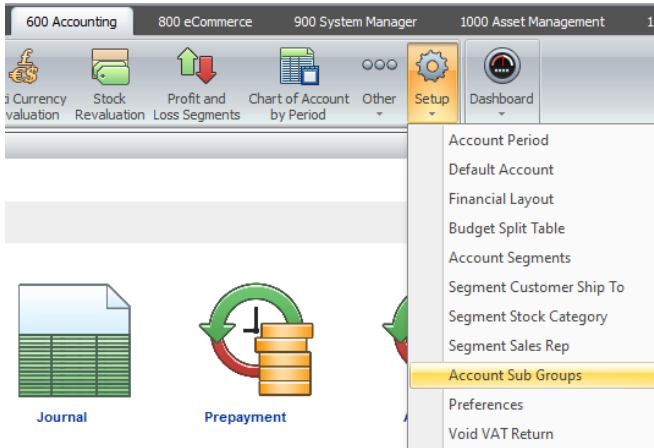 600 Accounting 800 eCommerce 900 System Manager 1000 Asset Management 1
Currency Stock Profit and Chart of Account Other Setup Dashboard
Revaluation Loss Segments by Period
Account Period
Default Account
Financial Layout
Budget Split Table
Account Segments
Segment Customer Ship To
Segment Stock Category
Segment Sales Rep
Account Sub Groups
Preferences
Void VAT Return
Journal Prepayment